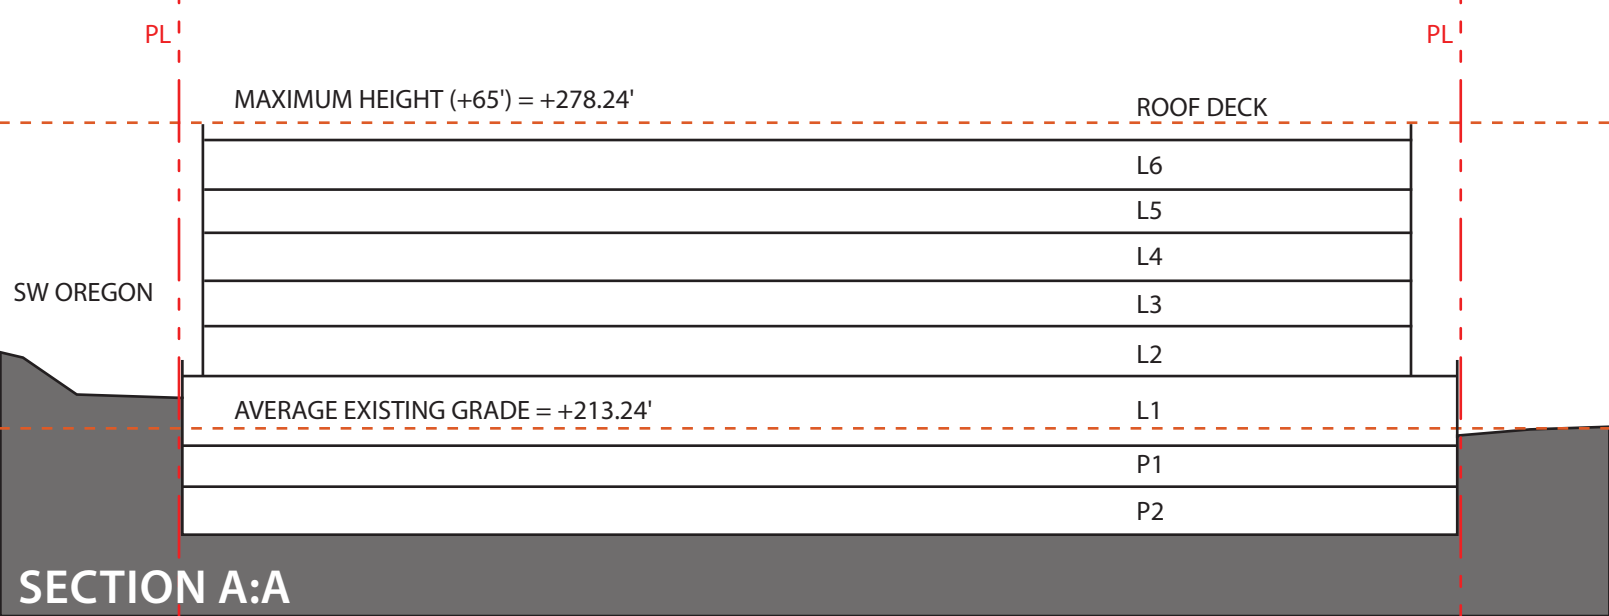 PL
PL
MAXIMUM HEIGHT (+65') = +278.24'
ROOF DECK
L6
L5
L4
SW OREGON
L3
L2
AVERAGE EXISTING GRADE = +213.24'
L1
P1
P2
SECTION A:A